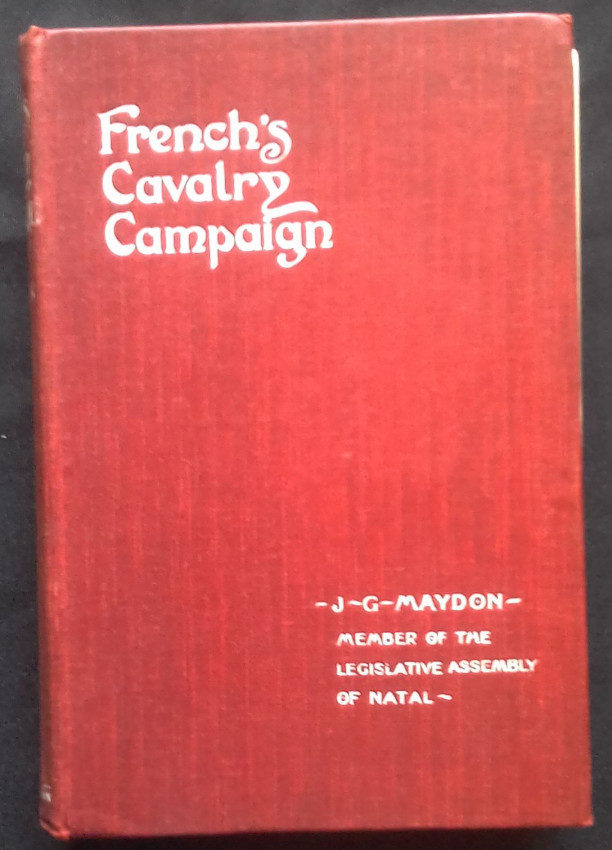 French's
Cavalry
Campaign
-J-G-MAYDON-
MEMBER OF THE
LEGISLATIVE ASSEMBLY
OF NATAL-